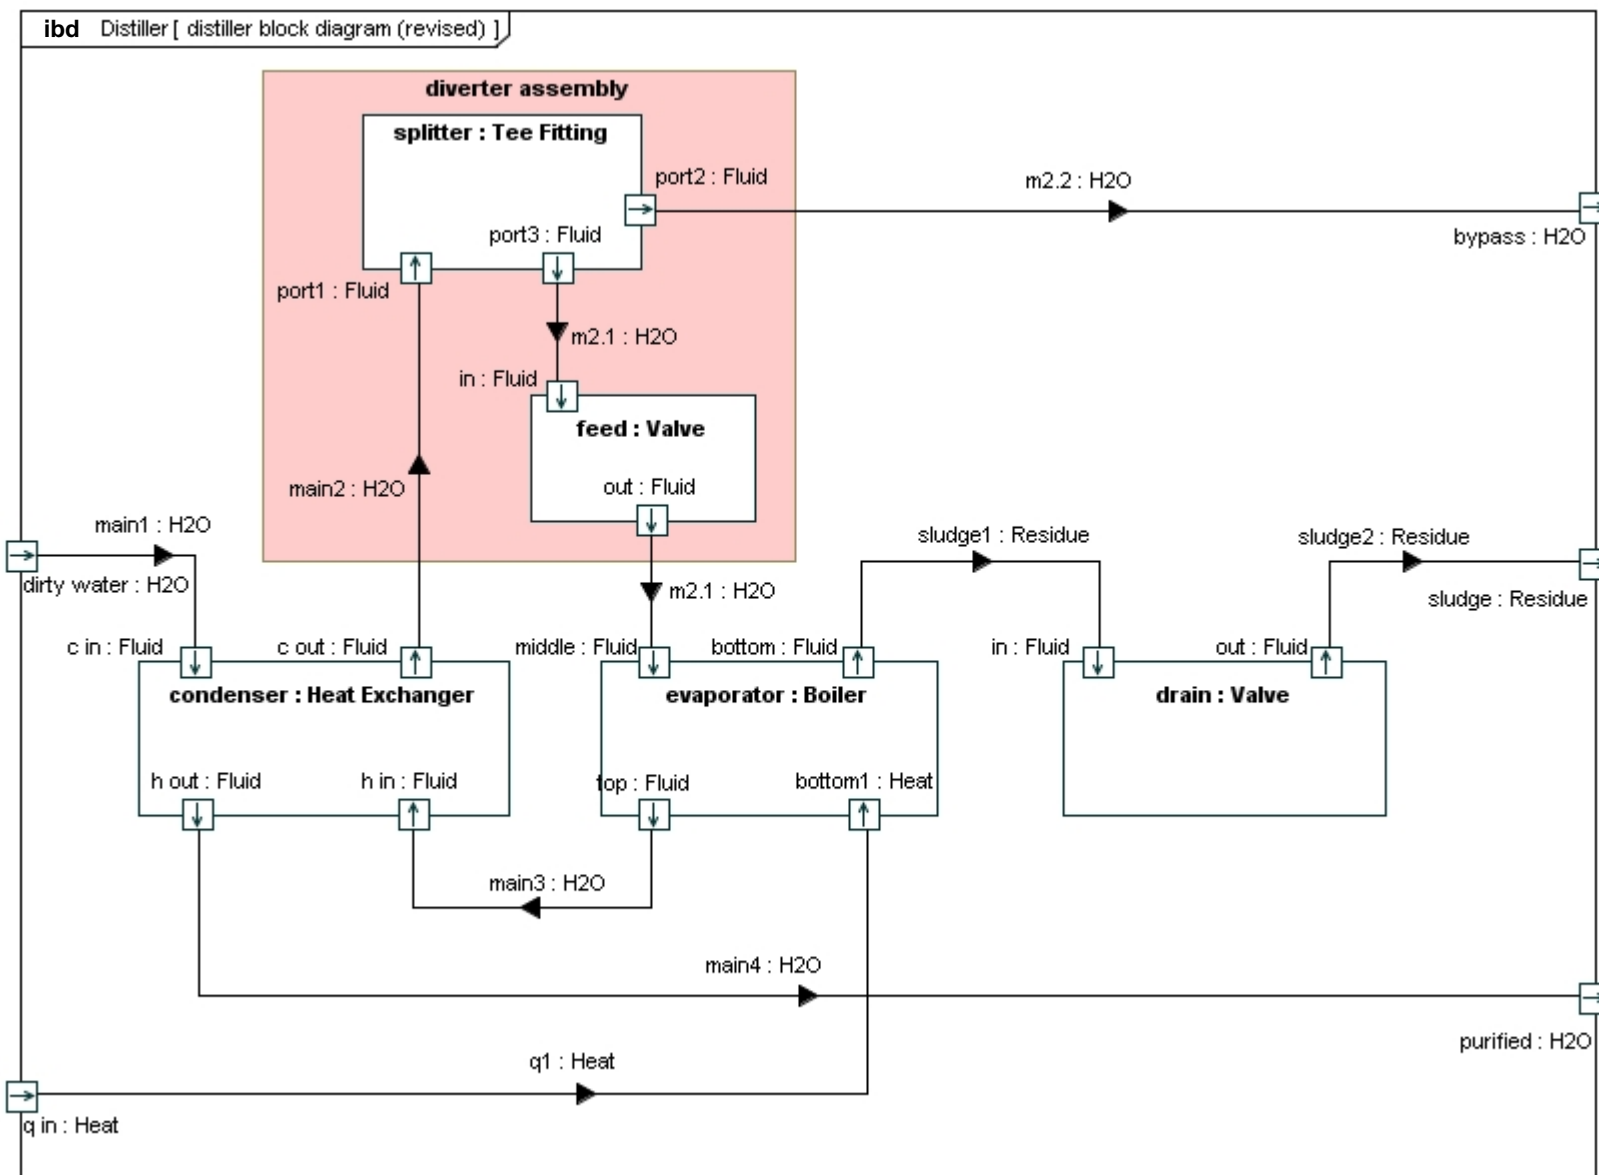 ibd Distiller [ distiller block diagram (revised) ]
diverter assembly
splitter : Tee Fitting
port2 : Fluid
m2.2 : H2O
port3 : Fluid
bypass : H2O
port1 : Fluid
m2.1 : H2O
in : Fluid
feed : Valve
main2 : H2O
out : Fluid
main1 : H2O
sludge1 : Residue
sludge2 : Residue
dirty water : H2O
m2.1 : H2O
sludge : Residue
c in : Fluid
c out : Fluid
middle : Fluid
bottom : Fluid
in : Fluid
out : Fluid
condenser : Heat Exchanger
evaporator : Boiler
drain : Valve
h out : Fluid
h in : Fluid
top : Fluid
bottom1 : Heat
main3 : H2O
main4 : H2O
purified : H2O
q1 : Heat
q in : Heat